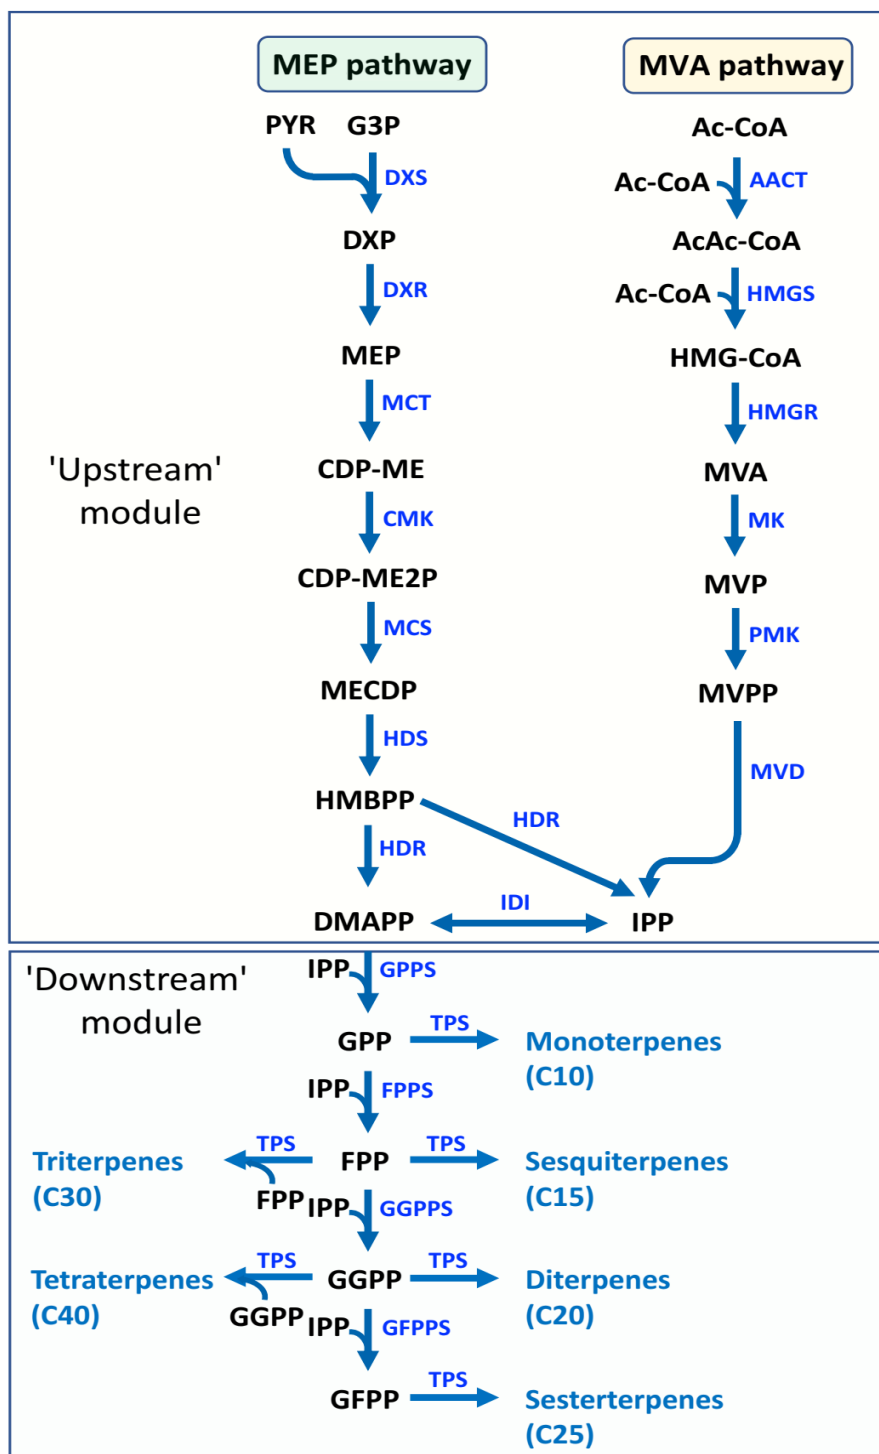 MEP pathway
MVA pathway
PYR G3P
Ac-CoA
DXS
Ac-CoA
AACT
DXP
AcAc-CoA
DXR
Ac-CoA
HMGS
MEP
HMG-CoA
MCT
HMGR
'Upstream'
module
CDP-ME
MVA
CMK
MK
CDP-ME2P
MVP
MCS
PMK
MECDP
MVPP
HDS
MVD
HMBPP
HDR
HDR
IDI
DMAPP
IPP
'Downstream'
module
IPP
GPPS
GPP
TPS
Monoterpenes
(C10)
IPP
FPPS
Triterpenes
(C30)
TPS
FPP
TPS
Sesquiterpenes
(C15)
FPP
IPP
GGPPS
Tetraterpenes
(C40)
TPS
GGPP
TPS
Diterpenes
(C20)
GGPP
IPP
GFPPS
GFPP
TPS
Sesterterpenes
(C25)